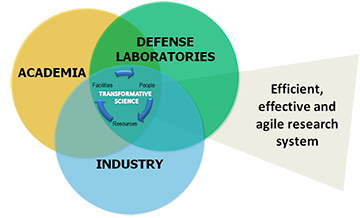 DEFENSE
LABORATORIES
ACADEMIA
Facilities
People
TRANSFORMATIVE
SCIENCE
Resources
INDUSTRY
Efficient,
effective and
agile research
system